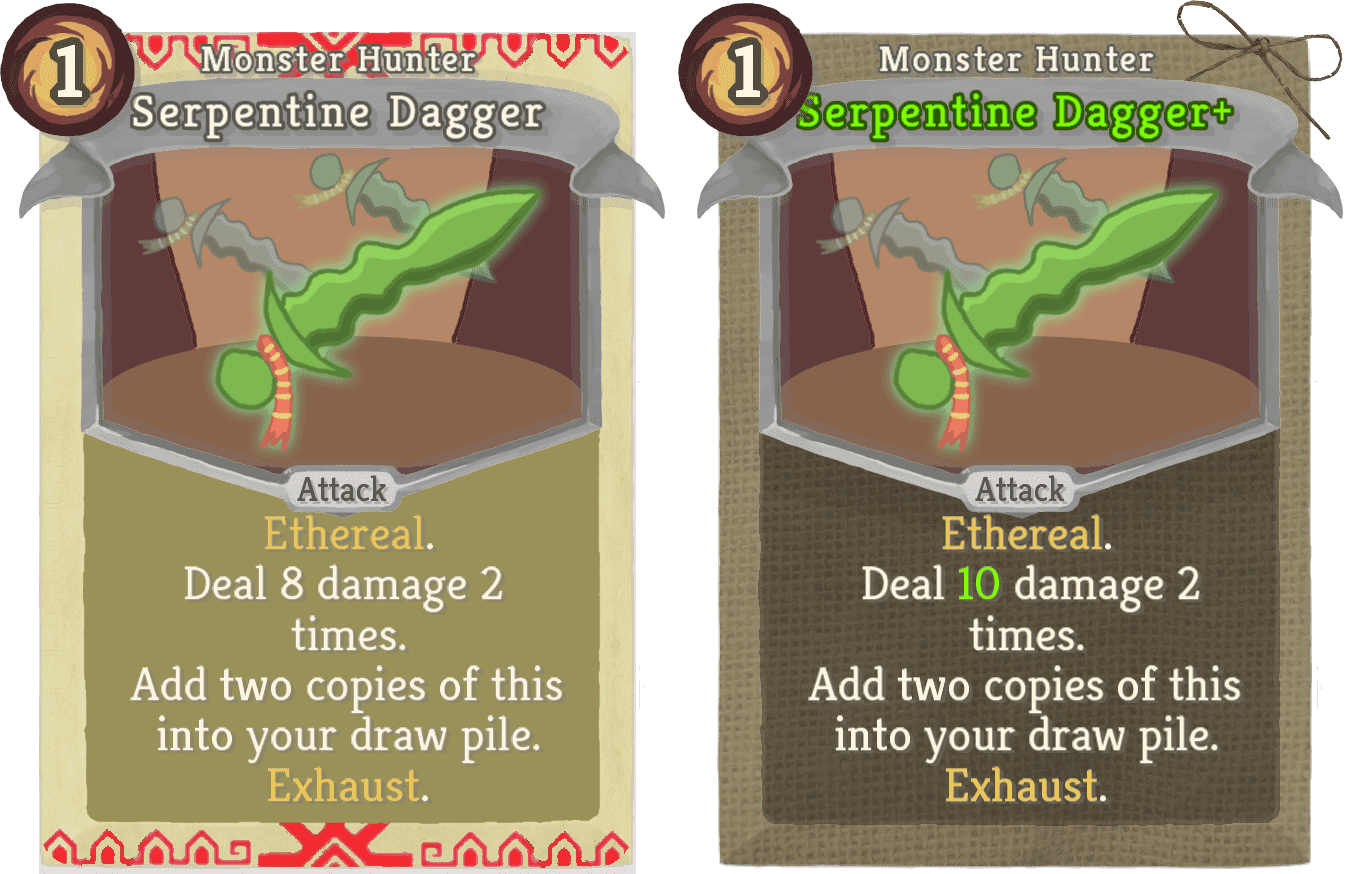 1
Monster Hunter
Serpentine Dagger
Attack
Ethereal.
Deal 8 damage 2
times.
Add two copies of this
into your draw pile.
Exhaust.
1
Monster Hunter
Serpentine Dagger+
Attack
Ethereal.
Deal 10 damage 2
times.
Add two copies of this
into your draw pile.
Exhaust.